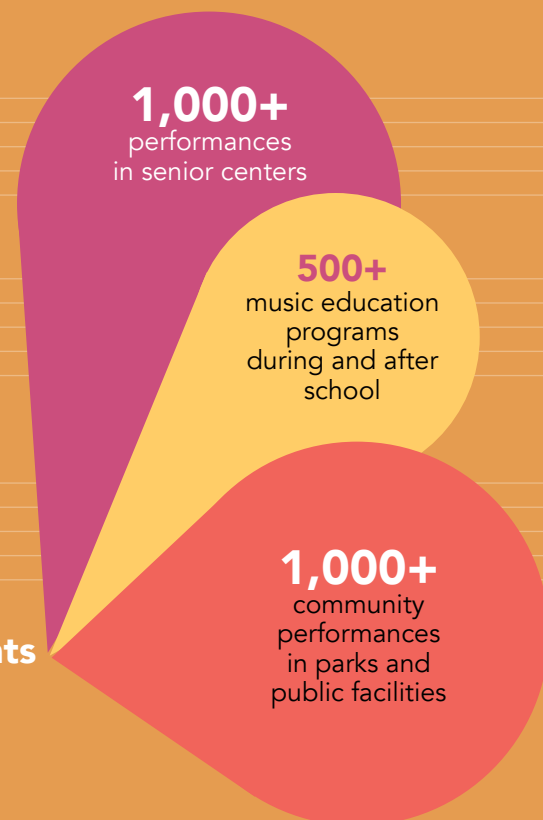 1,000+
performances
in senior centers
500+
music education
programs
during and after
school
1,000+
community
performances
in parks and
public facilities